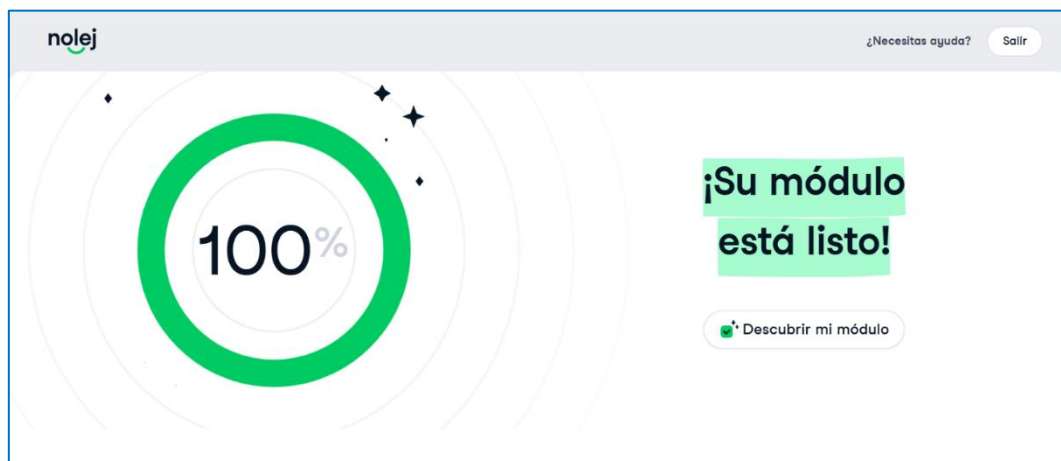 nolej
¿Necesitas ayuda?
Salir
100%
¡Su módulo
está listo!
Descubrir mi módulo